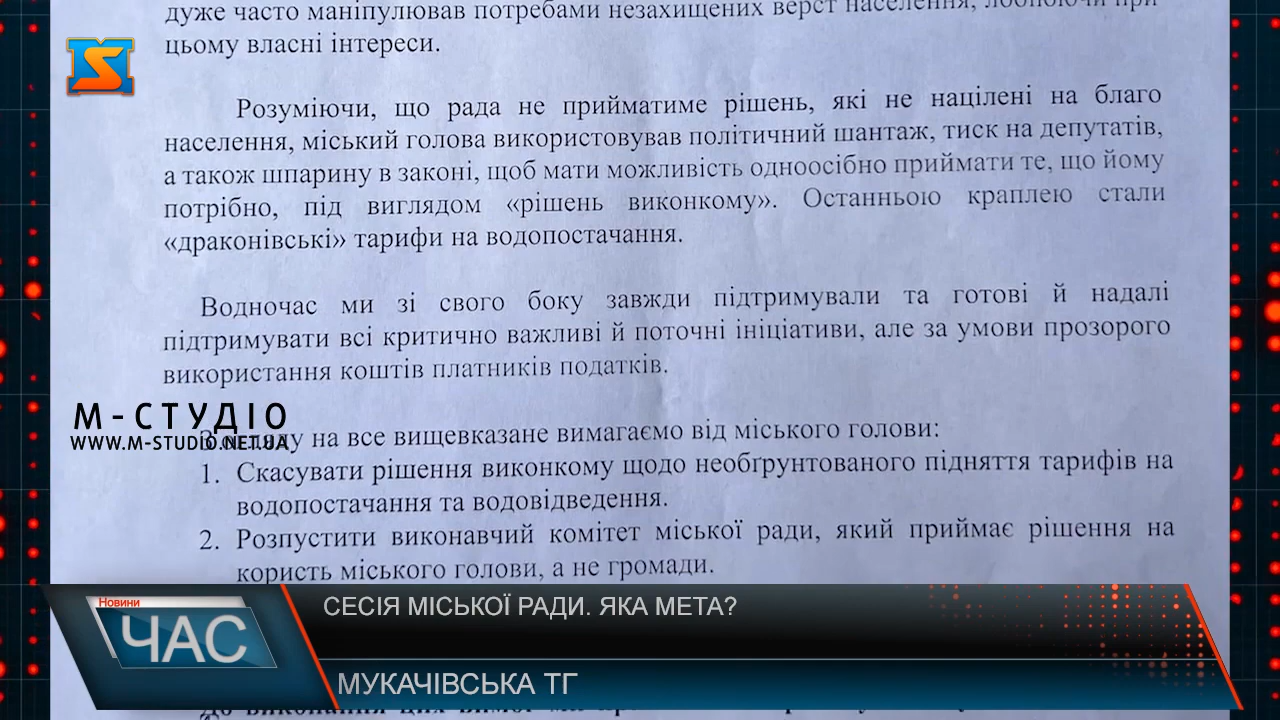 дуже часто маніпулював потребами незахищених верст населення, лобіюючи при
цьому власні інтереси.
Розуміючи, що рада не прийматиме рішень, які не націлені на благо
населення, міський голова використовував політичний шантаж, тиск на депутатів,
а також шпарину в законі, щоб мати можливість одноосібно приймати те, що йому
потрібно, під виглядом «рішень виконкому». Останньою краплею стали
«драконівські» тарифи на водопостачання.
Водночас ми зі свого боку завжди підтримували та готові й надалі
підтримувати всі критично важливі й поточні ініціативи, але за умови прозорого
використання коштів платників податків.
М-СТУДІО
WWW.M-STUDIO.NET.UA
на все вищевказане вимагаємо від міського голови:
1. Скасувати рішення виконкому щодо необґрунтованого підняття тарифів на
водопостачання та водовідведення.
2. Розпустити виконавчий комітет міської ради, який приймає рішення на
користь міського голови, а не громади.
Новини
ЧАС
СЕСІЯ МІСЬКОЇ РАДИ. ЯКА МЕТА?
МУКАЧІВСЬКА ТГ